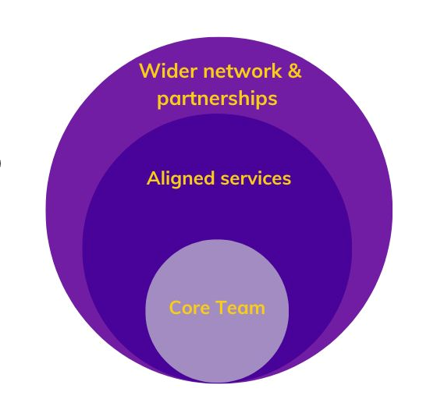 Wider network &
partnerships
Aligned services
Core Team